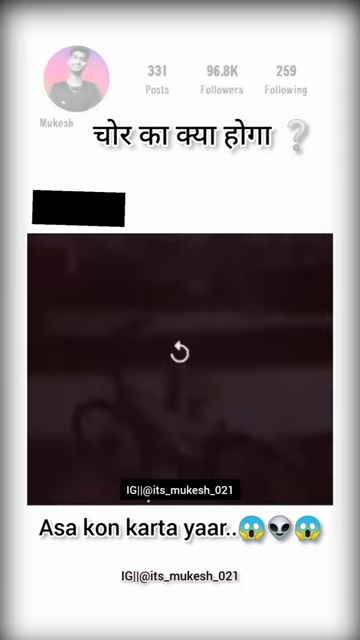 331 96.8K 259
Posts Followers Following
Mukesh
चोर का क्या होगा ❔
IG||@its_mukesh_021
Asa kon karta yaar..😱👽😱
IG||@its_mukesh_021